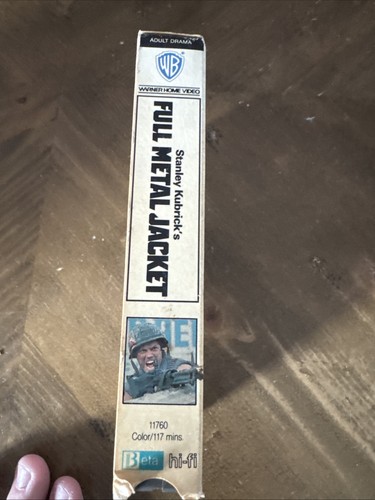 ADULT DRAMA
WB
WARNER HOME VIDEO
Stanley Kubrick's
FULL METAL JACKET
11760
Color/117 mins.
Beta hi-fi